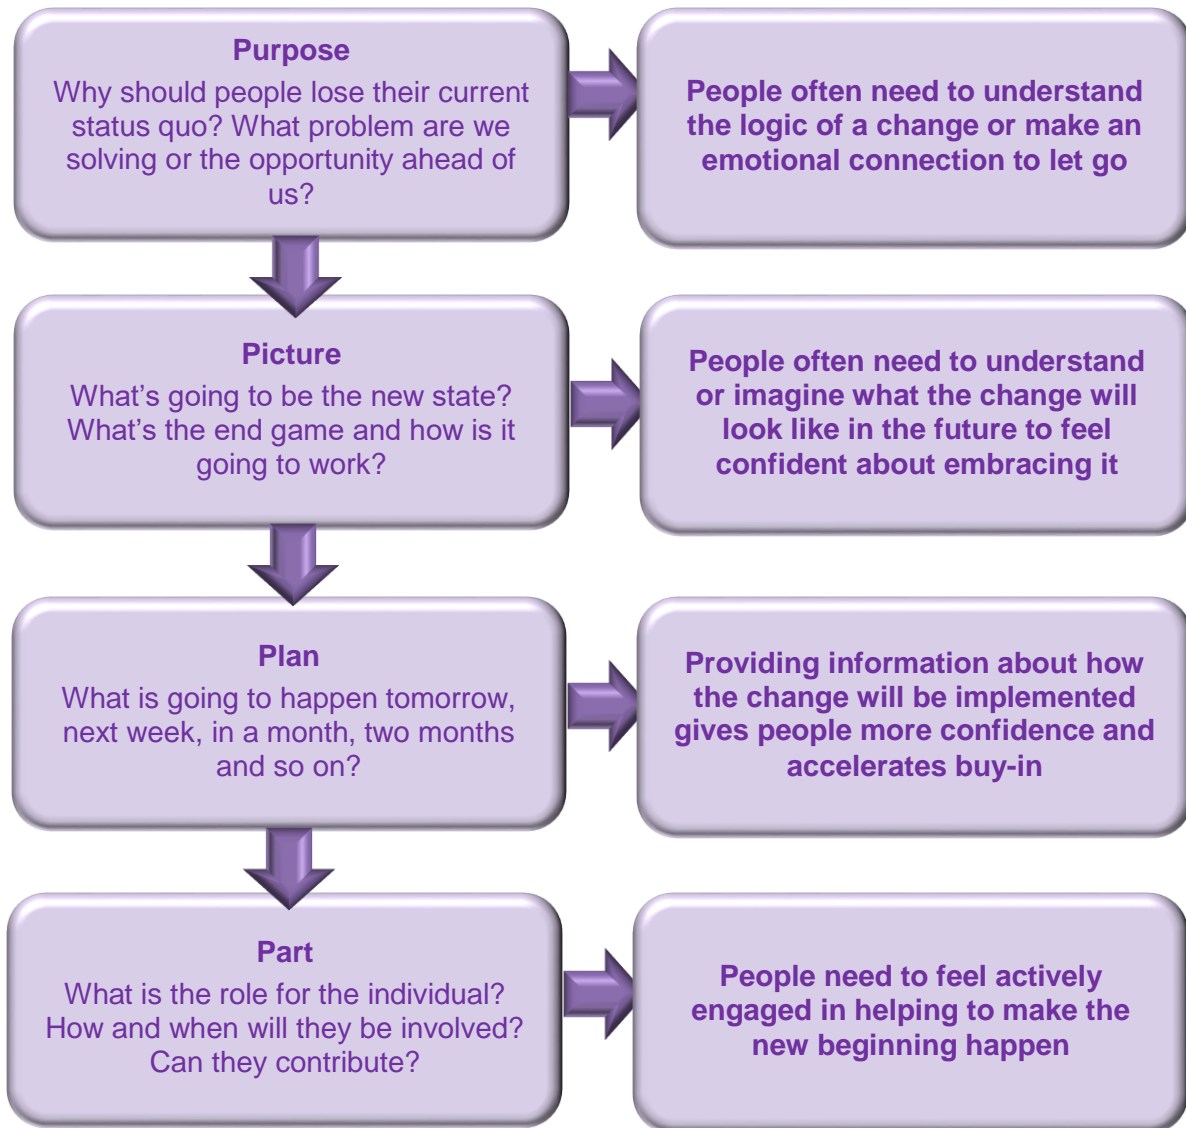 Purpose
Why should people lose their current
status quo? What problem are we
solving or the opportunity ahead of
us?
People often need to understand
the logic of a change or make an
emotional connection to let go
Picture
What’s going to be the new state?
What’s the end game and how is it
going to work?
People often need to understand
or imagine what the change will
look like in the future to feel
confident about embracing it
Plan
What is going to happen tomorrow,
next week, in a month, two months
and so on?
Providing information about how
the change will be implemented
gives people more confidence and
accelerates buy-in
Part
What is the role for the individual?
How and when will they be involved?
Can they contribute?
People need to feel actively
engaged in helping to make the
new beginning happen